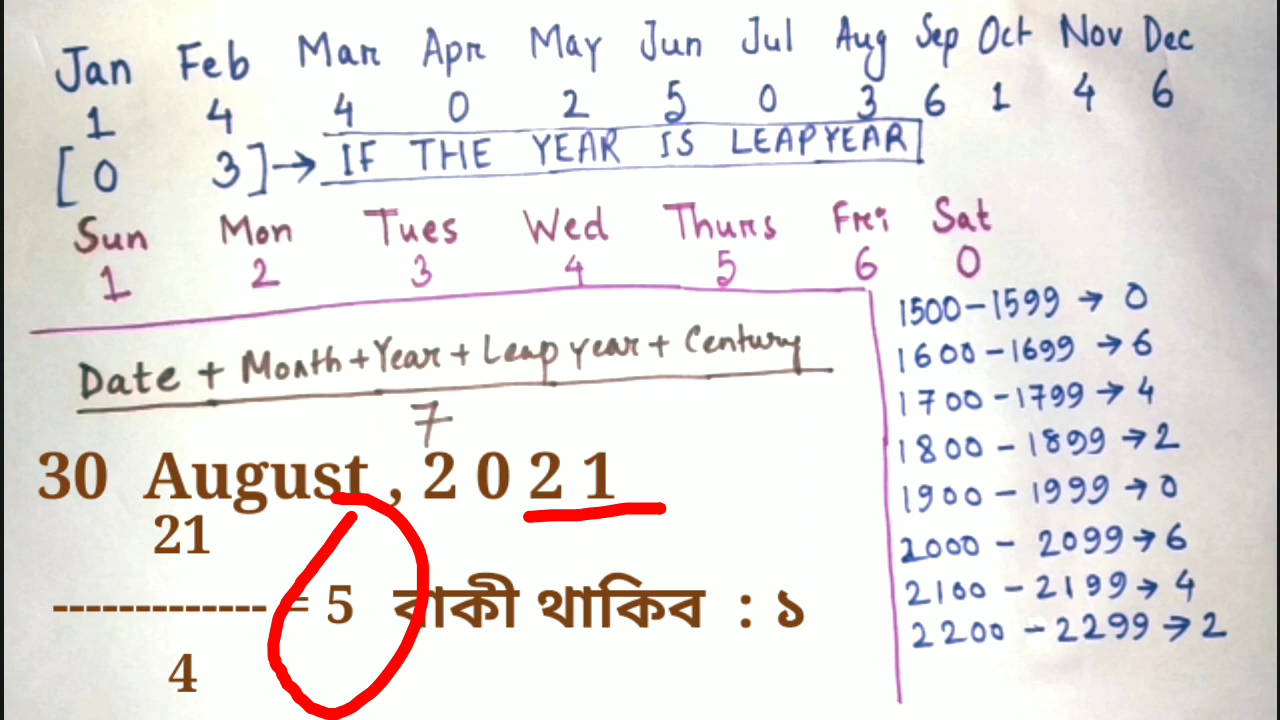 Jan Feb Mar Apr May Jun Jul Aug Sep Oct Nov Dec
1 4 4 0 2 5 0 3 6 1 4 6
[0 3] → IF THE YEAR IS LEAPYEAR
Sun Mon Tues Wed Thurs Fri Sat
1 2 3 4 5 6 0
Date + Month + Year + Leap year + Century
7
30 August , 2 0 2 1
21
------------- = 5 বাকী থাকিব : ১
4
1500 - 1599 → 0
1600 - 1699 → 6
1700 - 1799 → 4
1800 - 1899 → 2
1900 - 1999 → 0
2000 - 2099 → 6
2100 - 2199 → 4
2200 - 2299 → 2